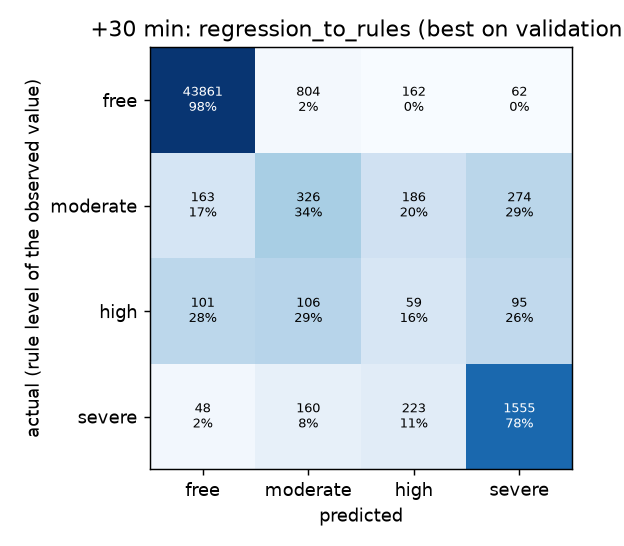 +30 min: regression_to_rules (best on validation
actual (rule level of the observed value)
free
43861
98%
804
2%
162
0%
62
0%
moderate
163
17%
326
34%
186
20%
274
29%
high
101
28%
106
29%
59
16%
95
26%
severe
48
2%
160
8%
223
11%
1555
78%
free
moderate
high
severe
predicted